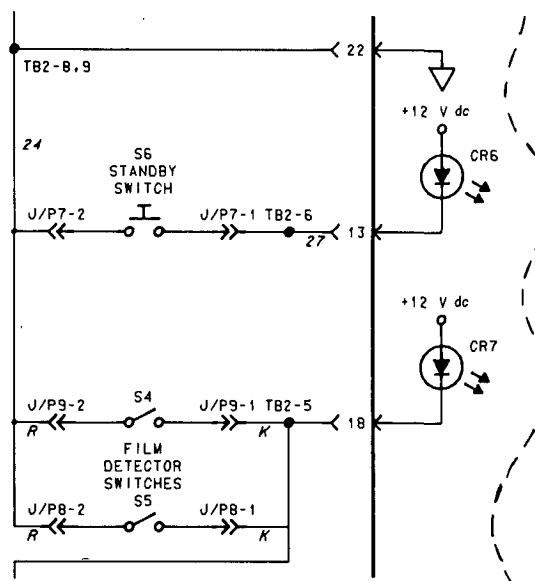 22
TB2-8,9
+12 V dc
24
S6
STANDBY
SWITCH
CR6
J/P7-2
J/P7-1 TB2-6
27
13
+12 V dc
CR7
J/P9-2
S4
J/P9-1 TB2-5
18
R
K
FILM
DETECTOR
SWITCHES
J/P8-2
S5
J/P8-1
R
K